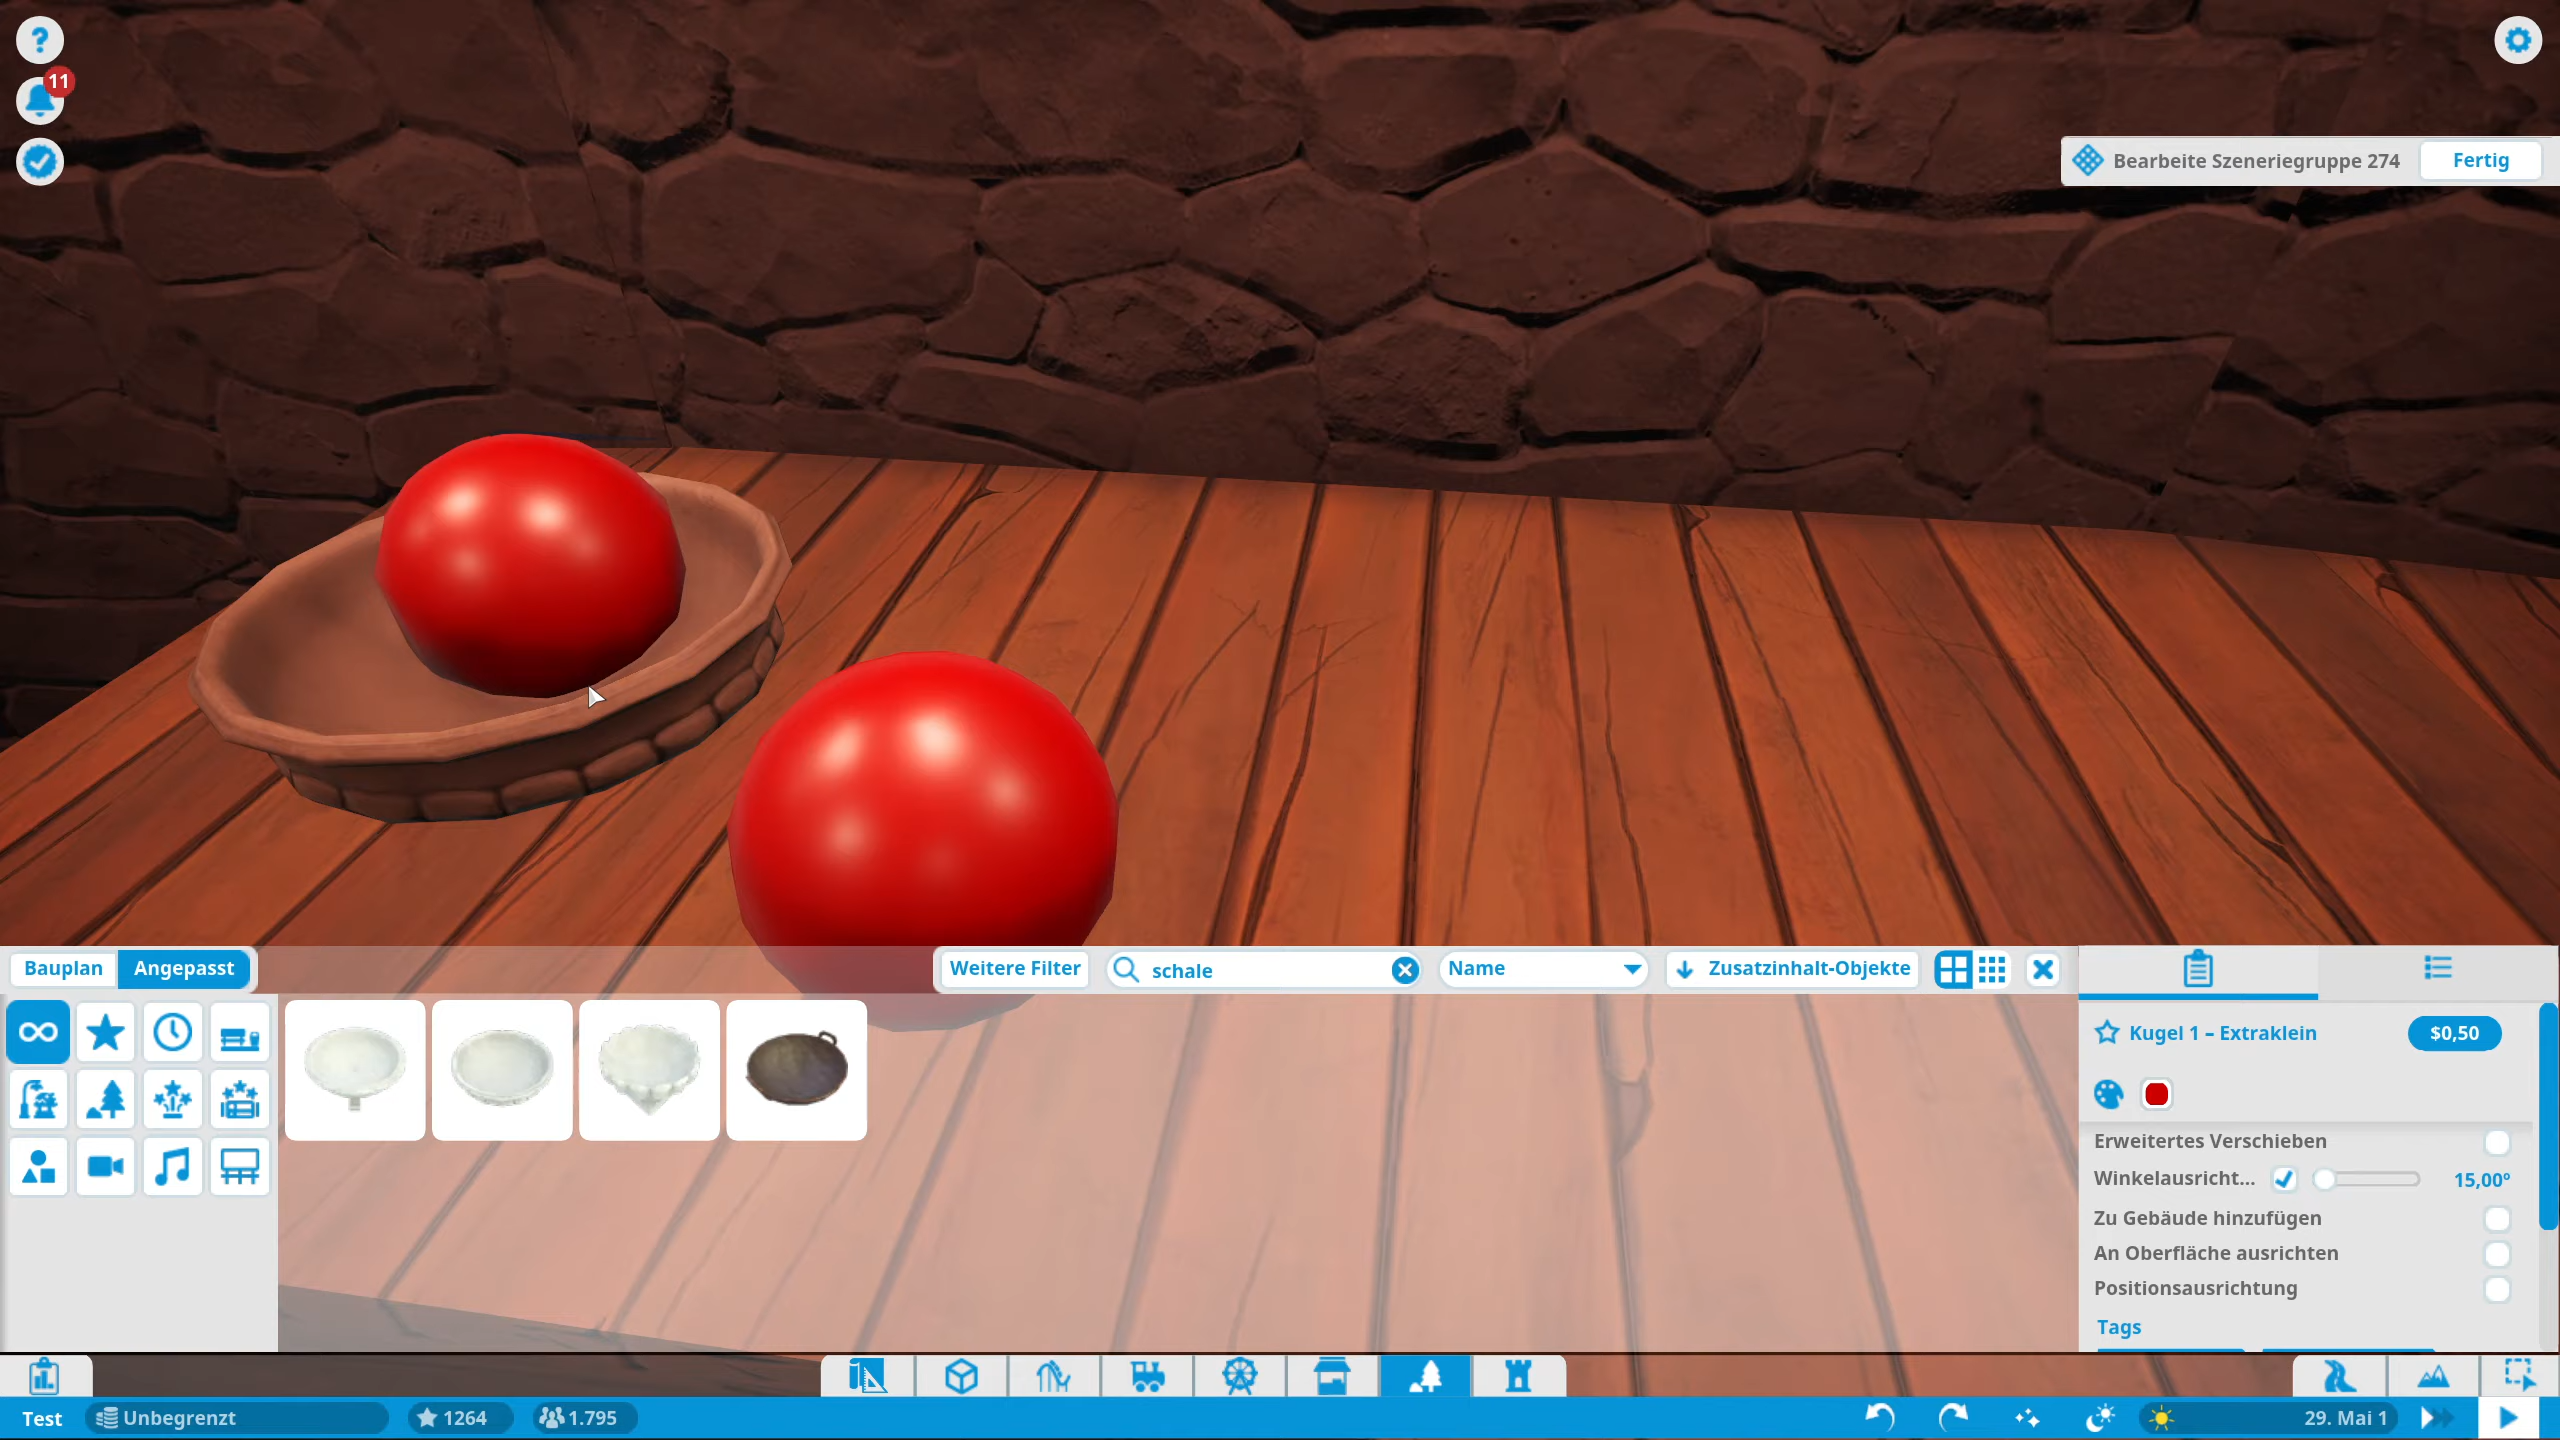 ?
11
Bearbeite Szeneriegruppe 274
Fertig
Bauplan
Angepasst
Weitere Filter
schale
Name
Zusatzinhalt-Objekte
Kugel 1 – Extraklein
$0,50
Erweitertes Verschieben
Winkelausricht...
15,00°
Zu Gebäude hinzufügen
An Oberfläche ausrichten
Positionsausrichtung
Tags
Test
Unbegrenzt
1264
1.795
29. Mai 1